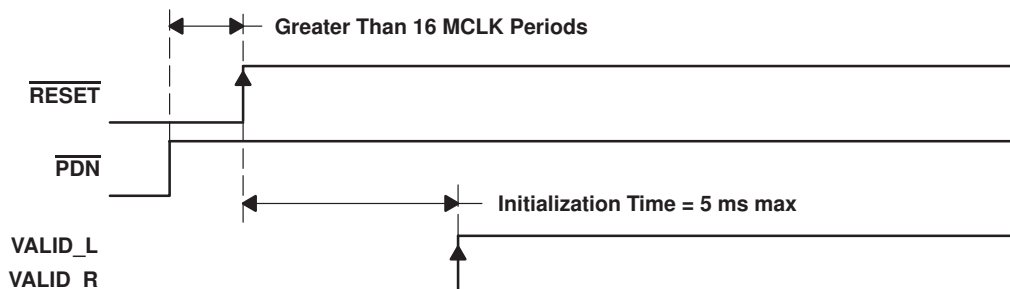 Greater Than 16 MCLK Periods
RESET
PDN
Initialization Time = 5 ms max
VALID_L
VALID_R